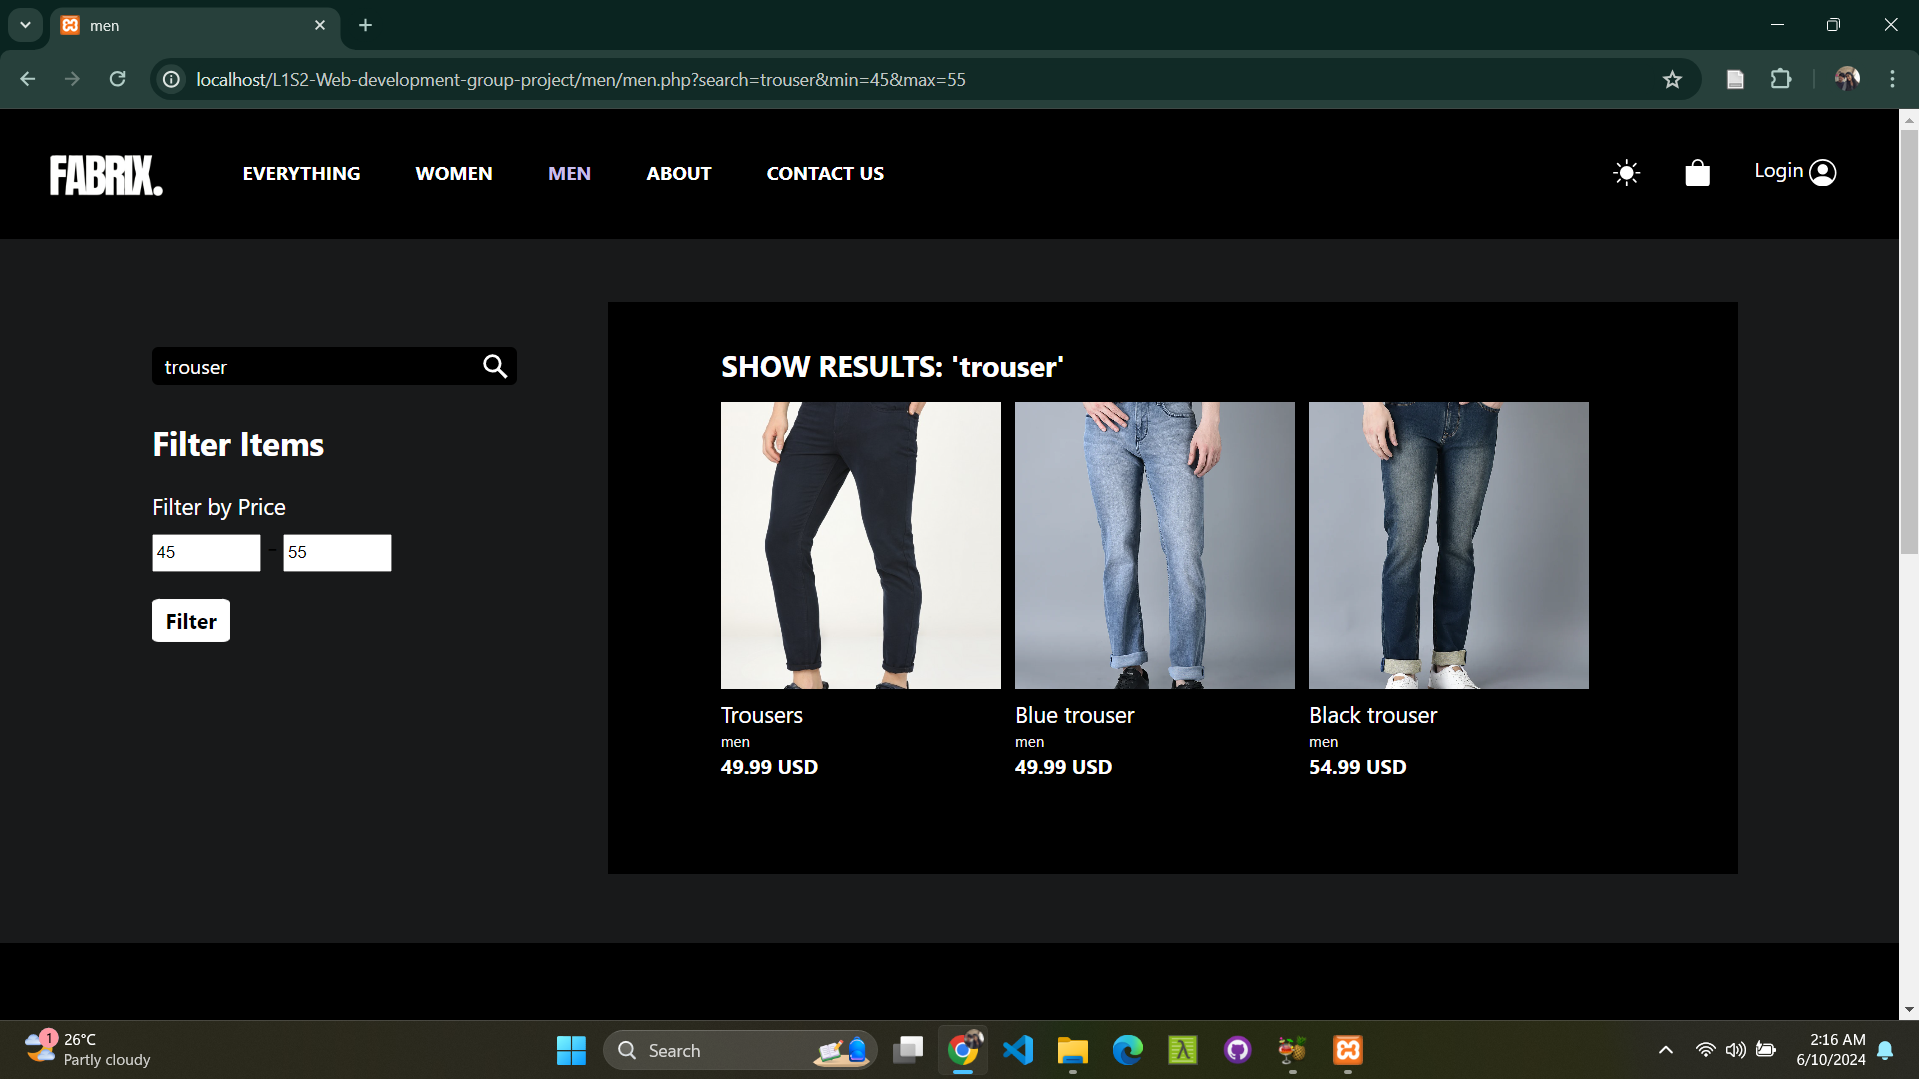 men
localhost/L1S2-Web-development-group-project/men/men.php?search=trouser&min=45&max=55
FABRIX.
EVERYTHING
WOMEN
MEN
ABOUT
CONTACT US
Login
trouser
Filter Items
Filter by Price
45 - 55
Filter
SHOW RESULTS: 'trouser'
Trousers
men
49.99 USD
Blue trouser
men
49.99 USD
Black trouser
men
54.99 USD
1
26°C
Partly cloudy
Search
2:16 AM
6/10/2024